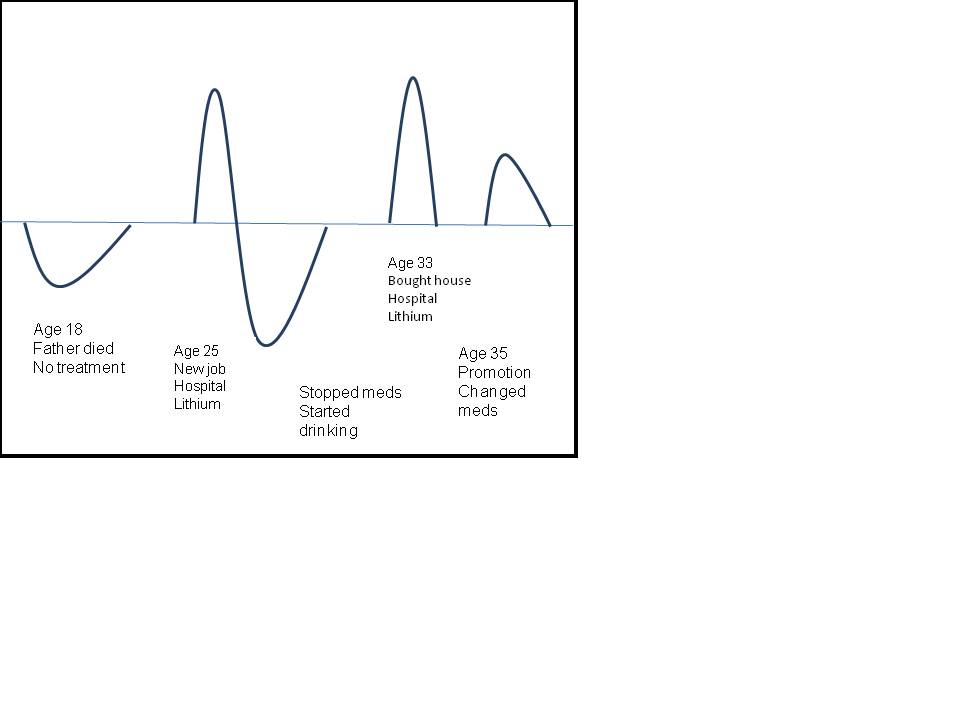 Age 18
Father died
No treatment
Age 25
New job
Hospital
Lithium
Stopped meds
Started
drinking
Age 33
Bought house
Hospital
Lithium
Age 35
Promotion
Changed
meds